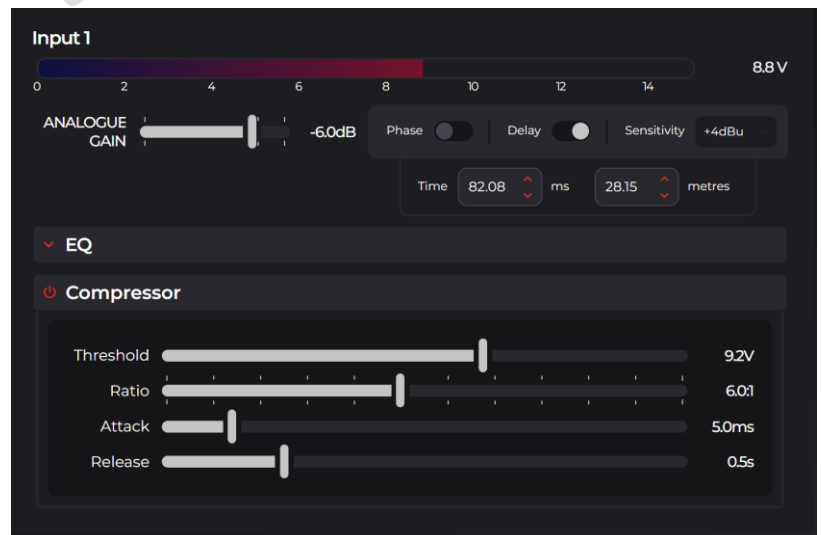 Input 1
8.8 V
0 2 4 6 8 10 12 14
ANALOGUE GAIN -6.0dB Phase Delay Sensitivity +4dBu
Time 82.08 ms 28.15 metres
EQ
Compressor
Threshold 9.2V
Ratio 6.0:1
Attack 5.0ms
Release 0.5s